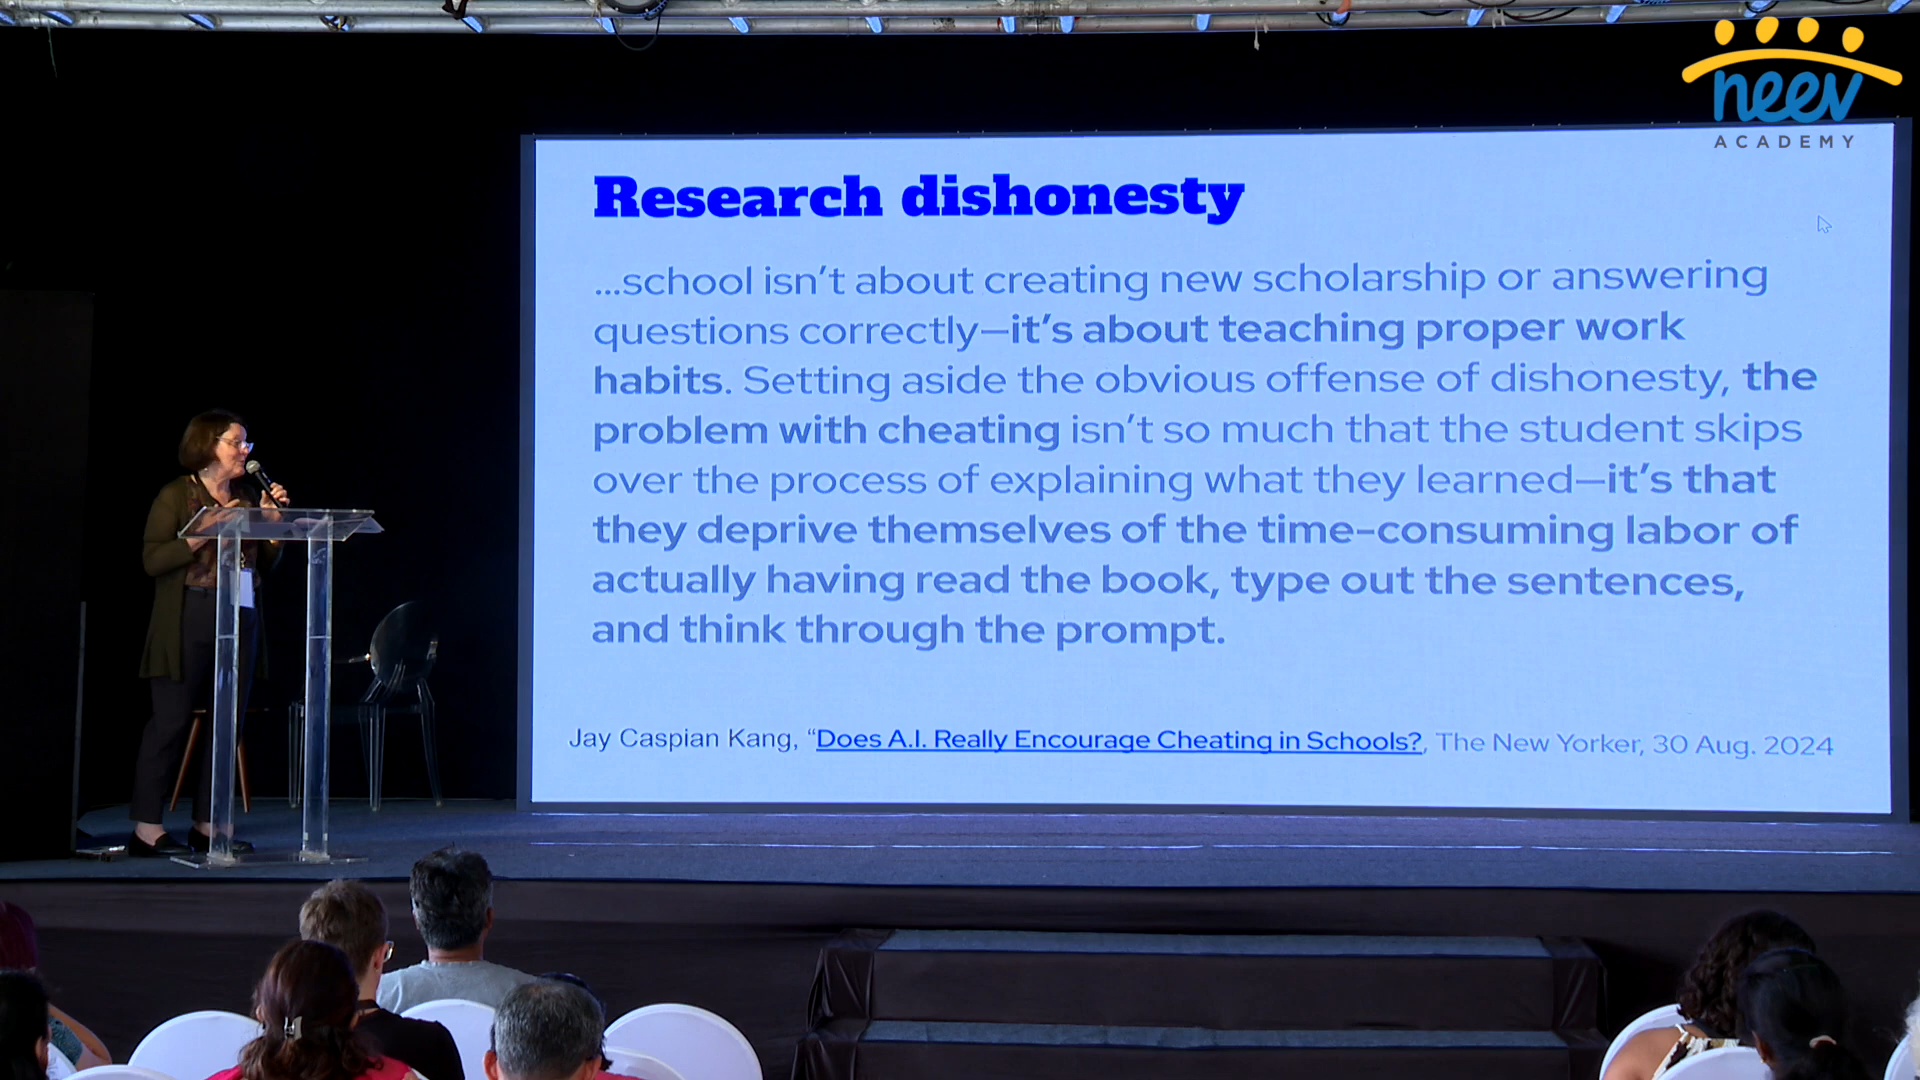 neev
ACADEMY
Research dishonesty
...school isn’t about creating new scholarship or answering
questions correctly—it’s about teaching proper work
habits. Setting aside the obvious offense of dishonesty, the
problem with cheating isn’t so much that the student skips
over the process of explaining what they learned—it’s that
they deprive themselves of the time-consuming labor of
actually having read the book, type out the sentences,
and think through the prompt.
Jay Caspian Kang, “Does A.I. Really Encourage Cheating in Schools?, The New Yorker, 30 Aug. 2024